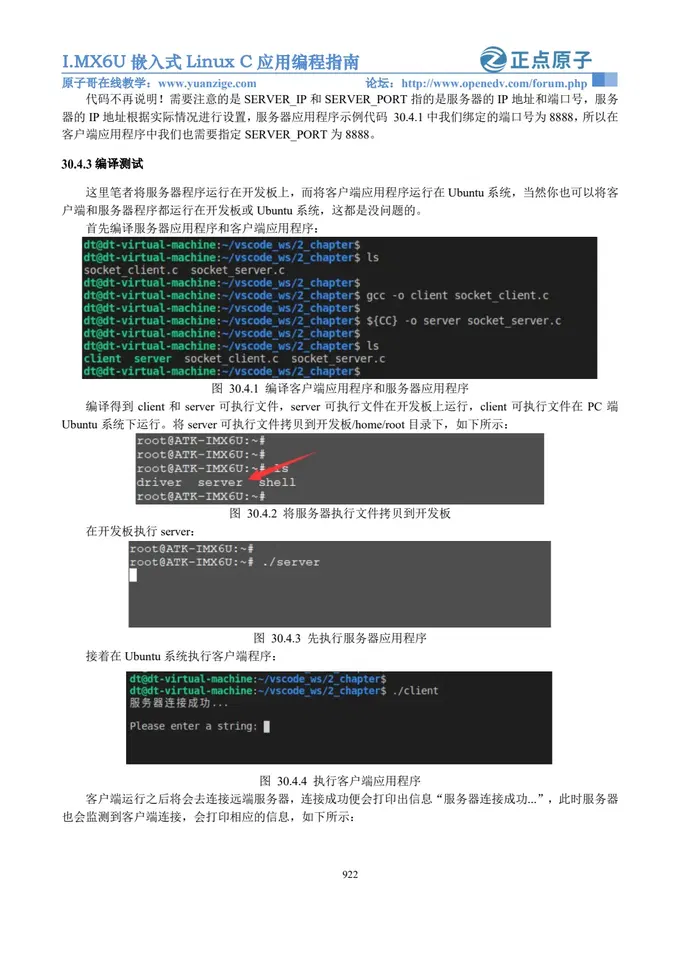 I.MX6U 嵌入式 Linux C 应用编程指南
正点原子
原子哥在线教学：www.yuanzige.com 论坛：http://www.openedv.com/forum.php
代码不再说明！需要注意的是 SERVER_IP 和 SERVER_PORT 指的是服务器的 IP 地址和端口号，服务
器的 IP 地址根据实际情况进行设置，服务器应用程序示例代码 30.4.1 中我们绑定的端口号为 8888，所以在
客户端应用程序中我们也需要指定 SERVER_PORT 为 8888。
30.4.3 编译测试
这里笔者将服务器程序运行在开发板上，而将客户端应用程序运行在 Ubuntu 系统，当然你也可以将客
户端和服务器程序都运行在开发板或 Ubuntu 系统，这都是没问题的。
首先编译服务器应用程序和客户端应用程序：
dt@dt-virtual-machine:~/vscode_ws/2_chapter$
dt@dt-virtual-machine:~/vscode_ws/2_chapter$ ls
socket_client.c socket_server.c
dt@dt-virtual-machine:~/vscode_ws/2_chapter$
dt@dt-virtual-machine:~/vscode_ws/2_chapter$ gcc -o client socket_client.c
dt@dt-virtual-machine:~/vscode_ws/2_chapter$
dt@dt-virtual-machine:~/vscode_ws/2_chapter$ ${CC} -o server socket_server.c
dt@dt-virtual-machine:~/vscode_ws/2_chapter$
dt@dt-virtual-machine:~/vscode_ws/2_chapter$ ls
client server socket_client.c socket_server.c
dt@dt-virtual-machine:~/vscode_ws/2_chapter$
图 30.4.1 编译客户端应用程序和服务器应用程序
编译得到 client 和 server 可执行文件，server 可执行文件在开发板上运行，client 可执行文件在 PC 端
Ubuntu 系统下运行。将 server 可执行文件拷贝到开发板/home/root 目录下，如下所示：
root@ATK-IMX6U:~#
root@ATK-IMX6U:~#
root@ATK-IMX6U:~# ls
driver server shell
root@ATK-IMX6U:~#
图 30.4.2 将服务器执行文件拷贝到开发板
在开发板执行 server：
root@ATK-IMX6U:~#
root@ATK-IMX6U:~# ./server
图 30.4.3 先执行服务器应用程序
接着在 Ubuntu 系统执行客户端程序：
dt@dt-virtual-machine:~/vscode_ws/2_chapter$
dt@dt-virtual-machine:~/vscode_ws/2_chapter$ ./client
服务器连接成功...
Please enter a string:
图 30.4.4 执行客户端应用程序
客户端运行之后将会去连接远端服务器，连接成功便会打印出信息“服务器连接成功...”，此时服务器
也会监测到客户端连接，会打印相应的信息，如下所示：
922